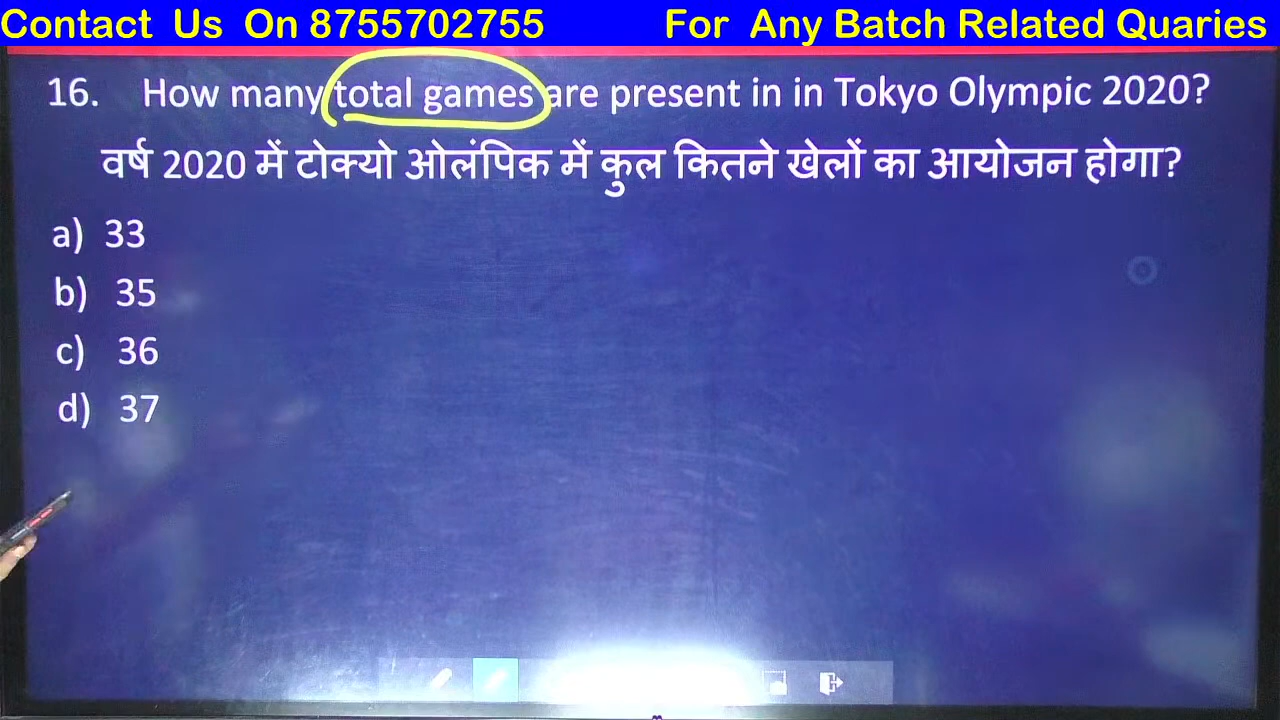 Contact Us On 8755702755 For Any Batch Related Quaries
16. How many total games are present in in Tokyo Olympic 2020?
वर्ष 2020 में टोक्यो ओलंपिक में कुल कितने खेलों का आयोजन होगा?
a) 33
b) 35
c) 36
d) 37